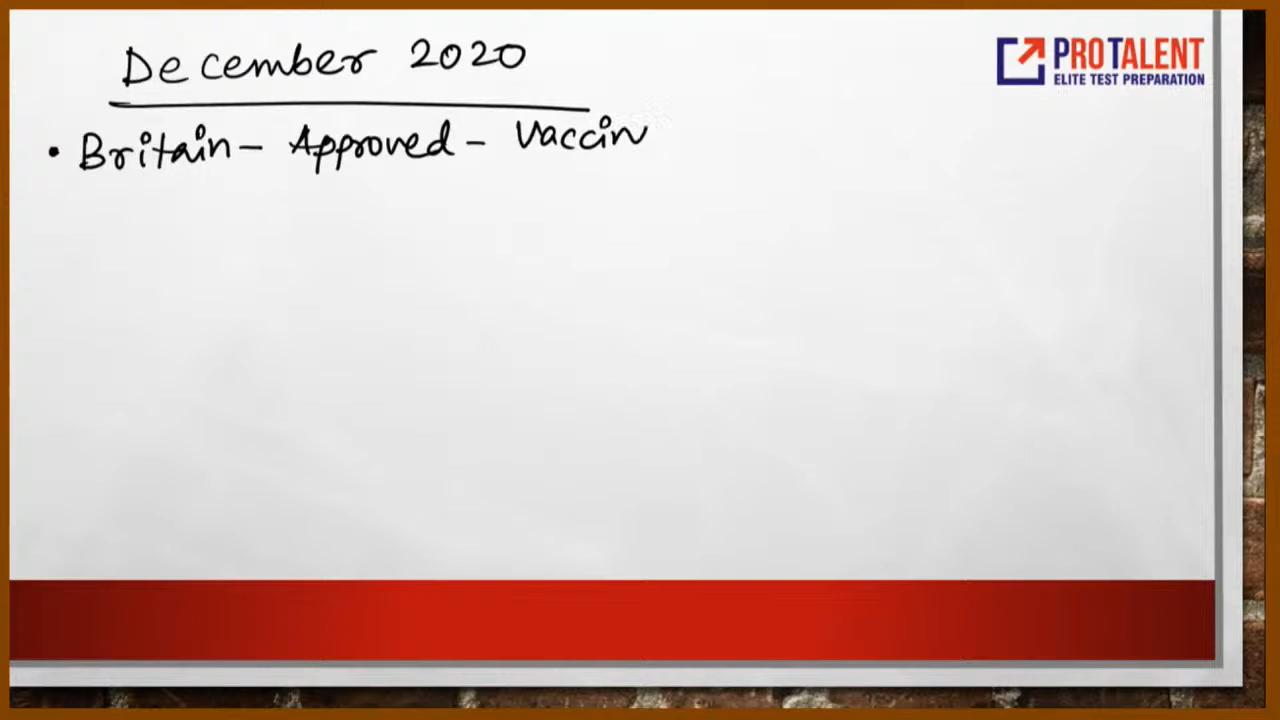 December 2020
PROTALENT
ELITE TEST PREPARATION
• Britain - Approved - Vaccin